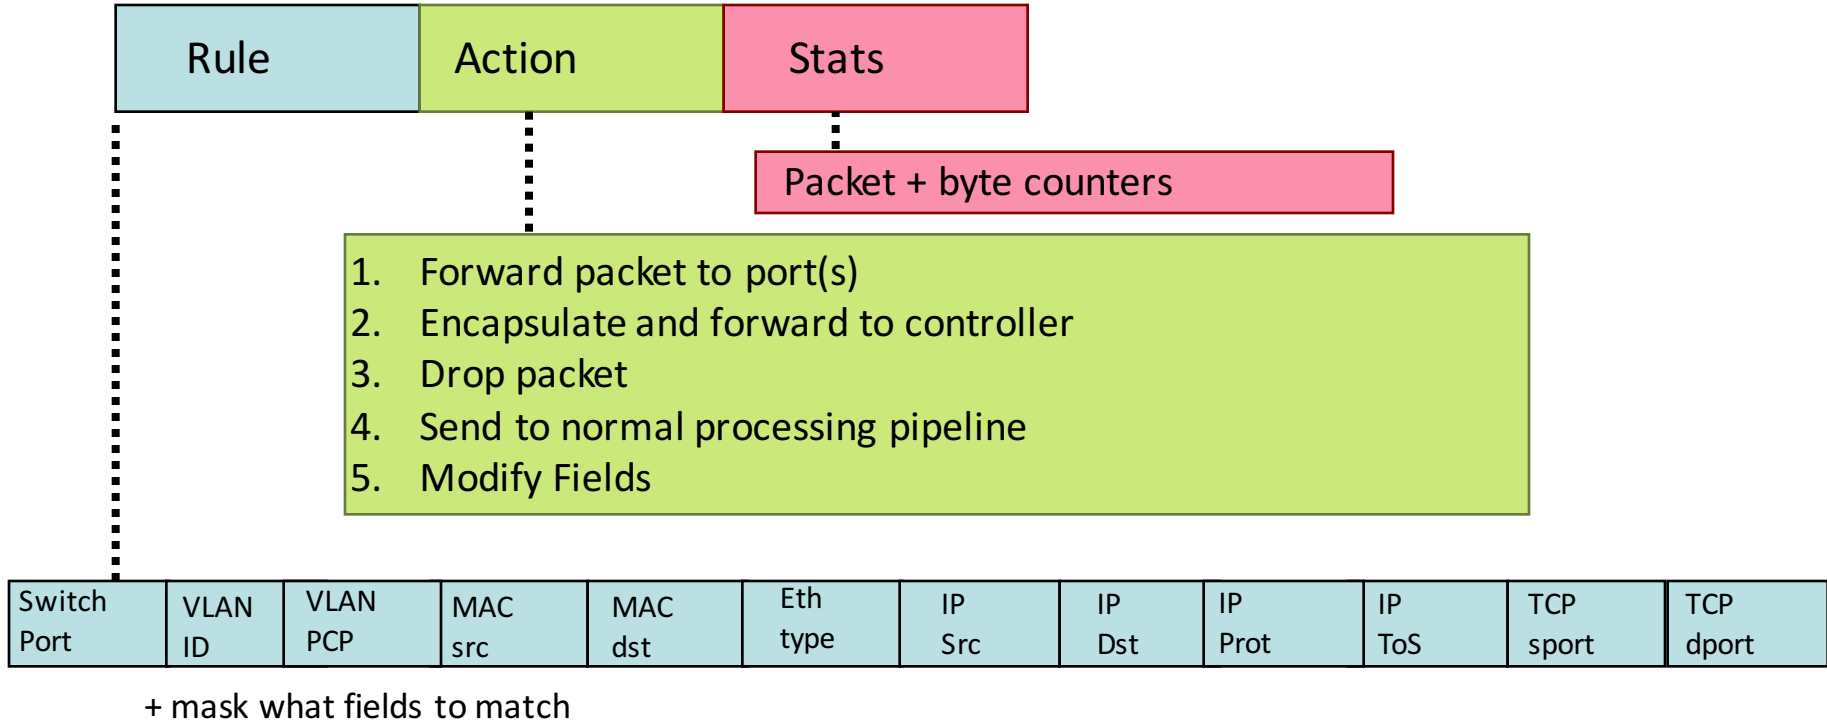 Rule
Action
Stats
Packet + byte counters
1. Forward packet to port(s)
2. Encapsulate and forward to controller
3. Drop packet
4. Send to normal processing pipeline
5. Modify Fields
Switch
Port
VLAN
ID
VLAN
PCP
MAC
src
MAC
dst
Eth
type
IP
Src
IP
Dst
IP
Prot
IP
ToS
TCP
sport
TCP
dport
+ mask what fields to match